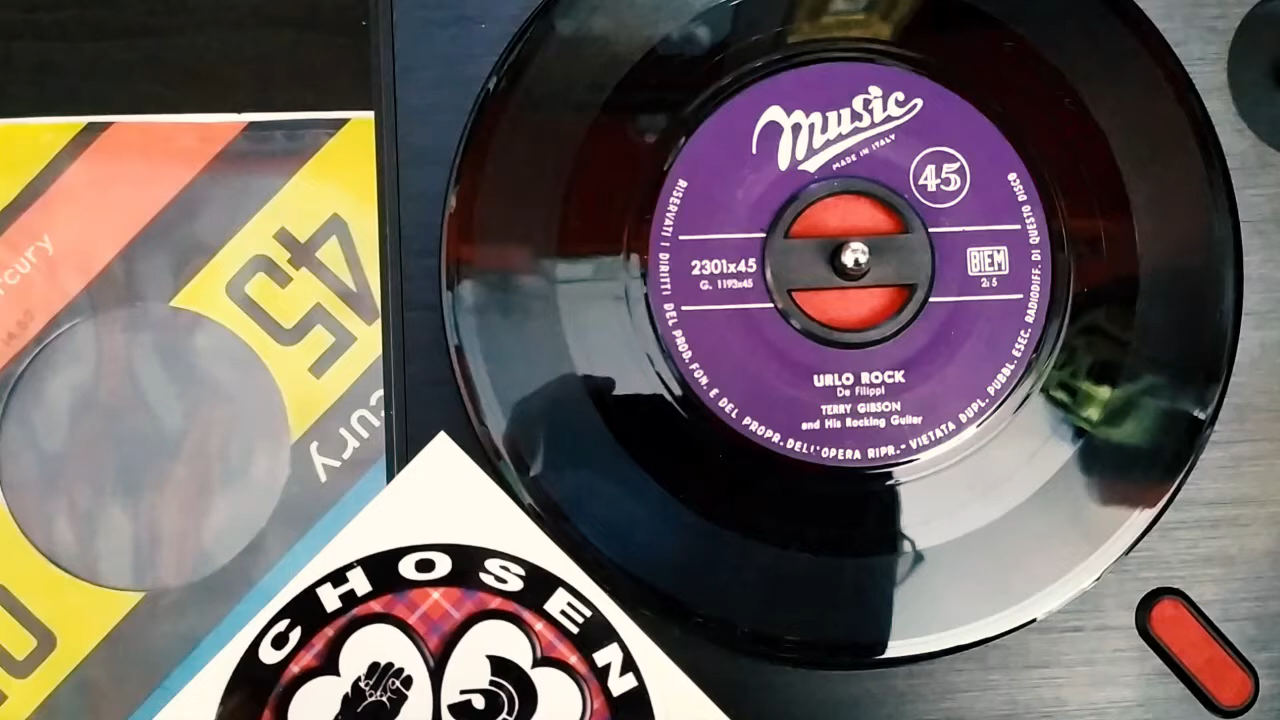 Music
MADE IN ITALY
45
2301x45
G. 1193x45
BIEM
2: 5
URLO ROCK
De Filippi
TERRY GIBSON
and His Rocking Guiter
RISERVATI I DIRITTI DEL PROD. FON. E DEL PROPR. DELL'OPERA RIPR. - VIETATA DUPL. PUBBL. ESEC. RADIODIFF. DI QUESTO DISCO
rcury
45
cury
CHOSEN